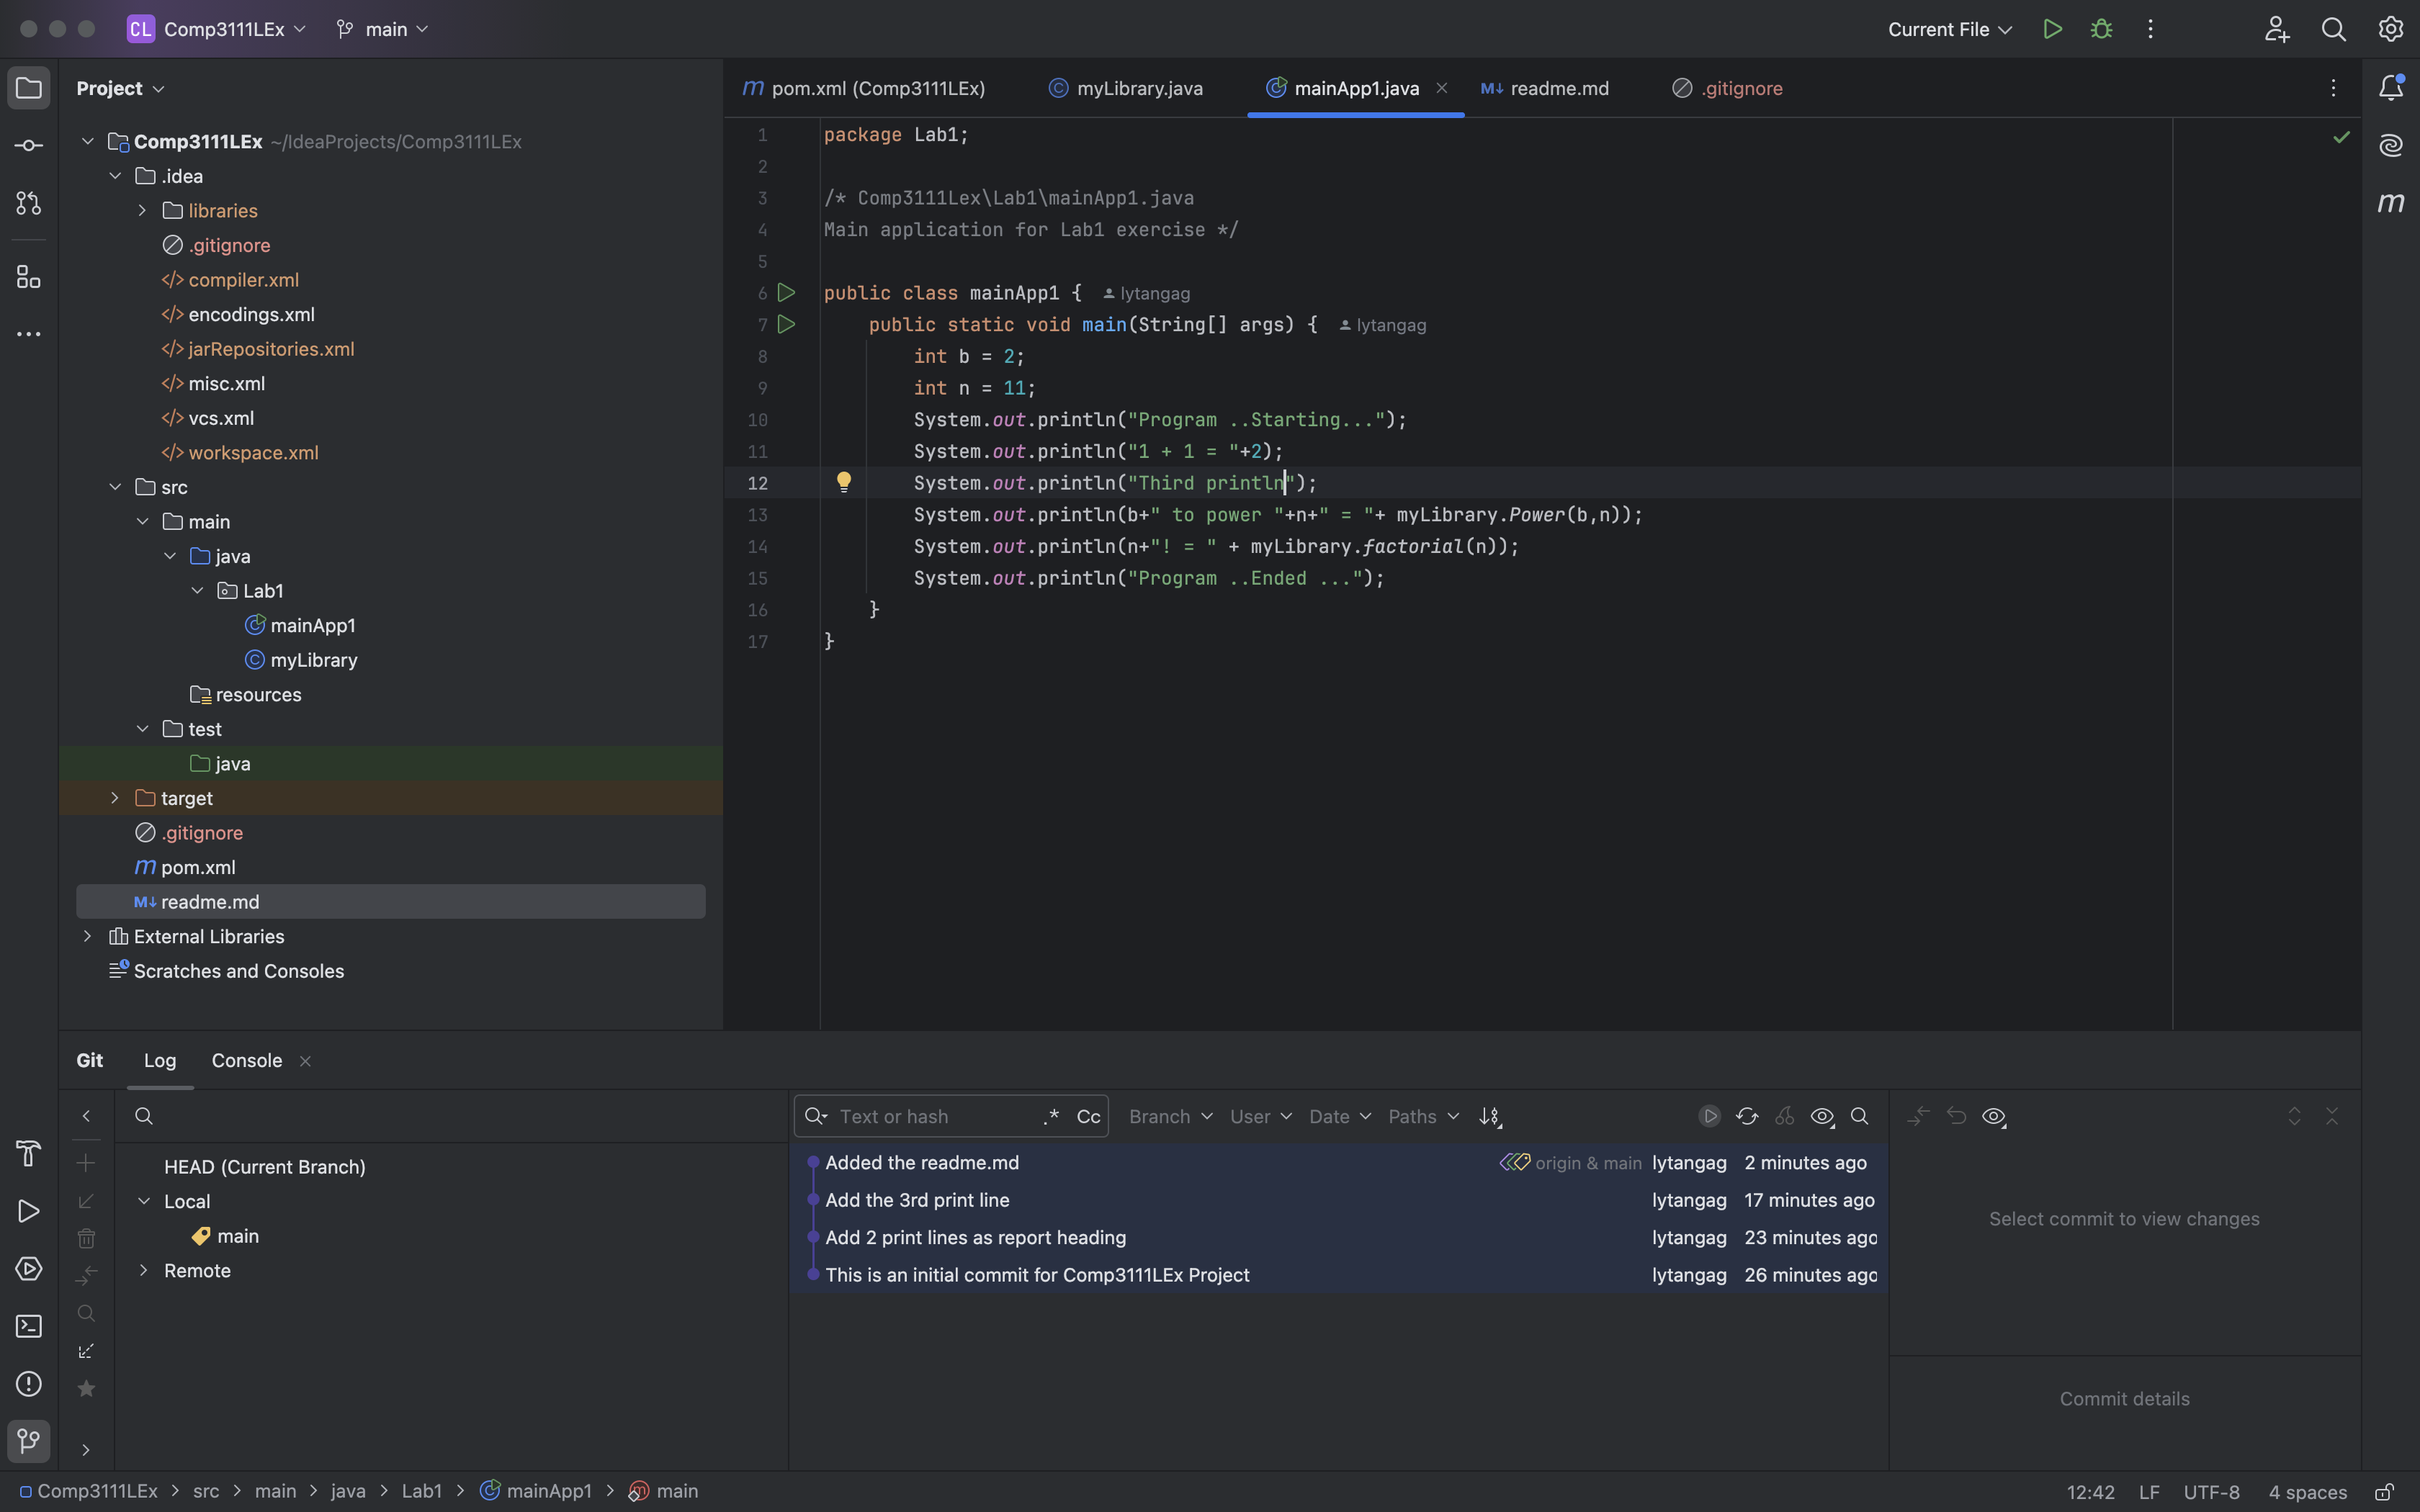 CL Comp3111LEx main Current File
Project
pom.xml (Comp3111LEx) myLibrary.java mainApp1.java readme.md .gitignore
Comp3111LEx ~/IdeaProjects/Comp3111LEx
.idea
libraries
.gitignore
compiler.xml
encodings.xml
jarRepositories.xml
misc.xml
vcs.xml
workspace.xml
src
main
java
Lab1
mainApp1
myLibrary
resources
test
java
target
.gitignore
pom.xml
readme.md
External Libraries
Scratches and Consoles
1 package Lab1;
2
3 /* Comp3111Lex\Lab1\mainApp1.java
4 Main application for Lab1 exercise */
5
6 public class mainApp1 { lytangag
7 public static void main(String[] args) { lytangag
8 int b = 2;
9 int n = 11;
10 System.out.println("Program ..Starting...");
11 System.out.println("1 + 1 = "+2);
12 System.out.println("Third println");
13 System.out.println(b+" to power "+n+" = "+ myLibrary.Power(b,n));
14 System.out.println(n+"! = " + myLibrary.factorial(n));
15 System.out.println("Program ..Ended ...");
16 }
17 }
Git Log Console
HEAD (Current Branch)
Local
main
Remote
Text or hash .* Cc Branch User Date Paths
Added the readme.md origin & main lytangag 2 minutes ago
Add the 3rd print line lytangag 17 minutes ago
Add 2 print lines as report heading lytangag 23 minutes ago
This is an initial commit for Comp3111LEx Project lytangag 26 minutes ago
Select commit to view changes
Commit details
Comp3111LEx > src > main > java > Lab1 > mainApp1 > main 12:42 LF UTF-8 4 spaces